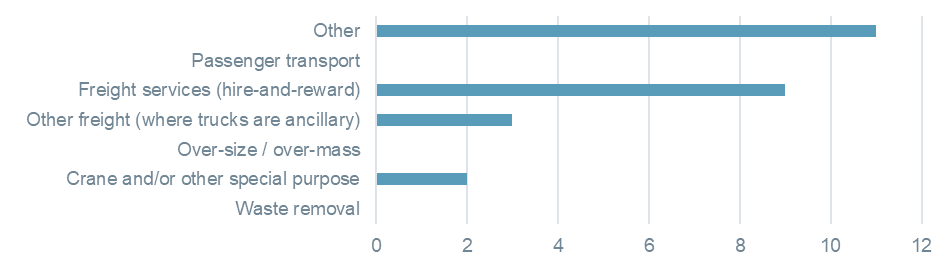 Other
Passenger transport
Freight services (hire-and-reward)
Other freight (where trucks are ancillary)
Over-size / over-mass
Crane and/or other special purpose
Waste removal
0 2 4 6 8 10 12